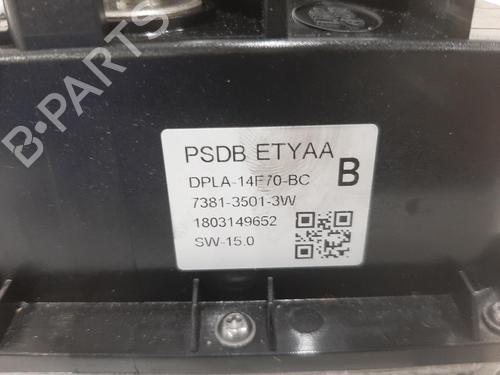 PSDB ETYAA
DPLA-14F70-BC
B
7381-3501-3W
1803149652
SW-15.0
B-PARTS